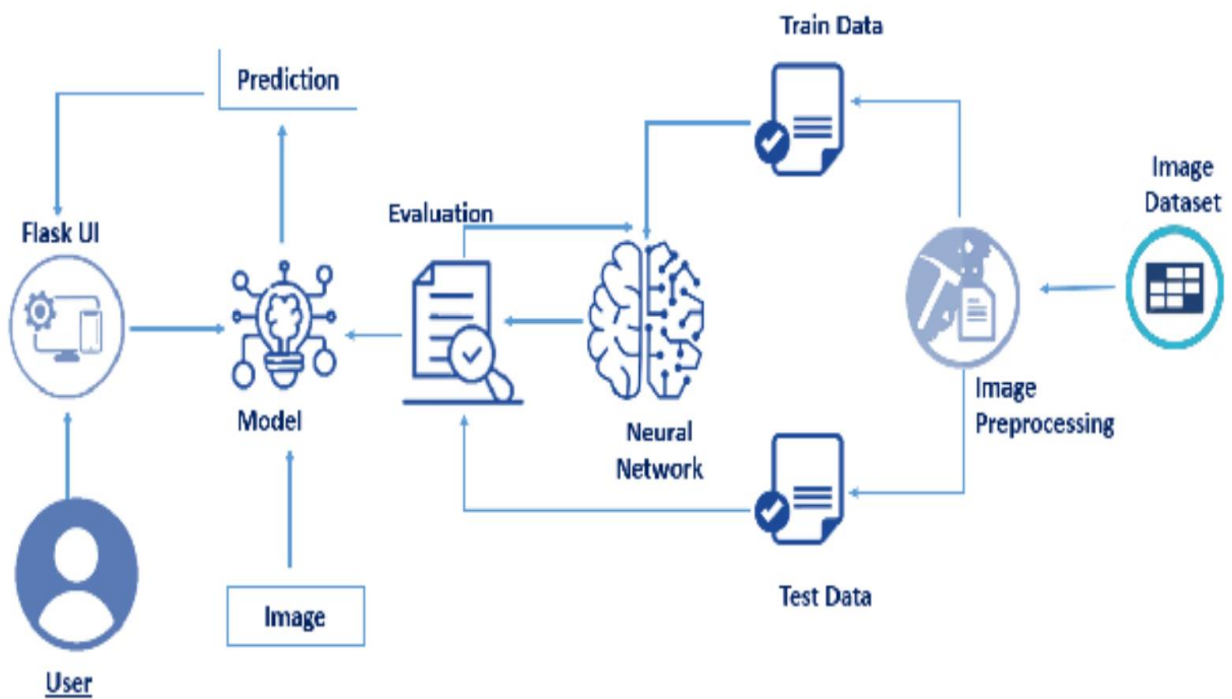 Train Data
Prediction
Image
Dataset
Evaluation
Flask UI
Image
Preprocessing
Model
Neural
Network
Test Data
Image
User